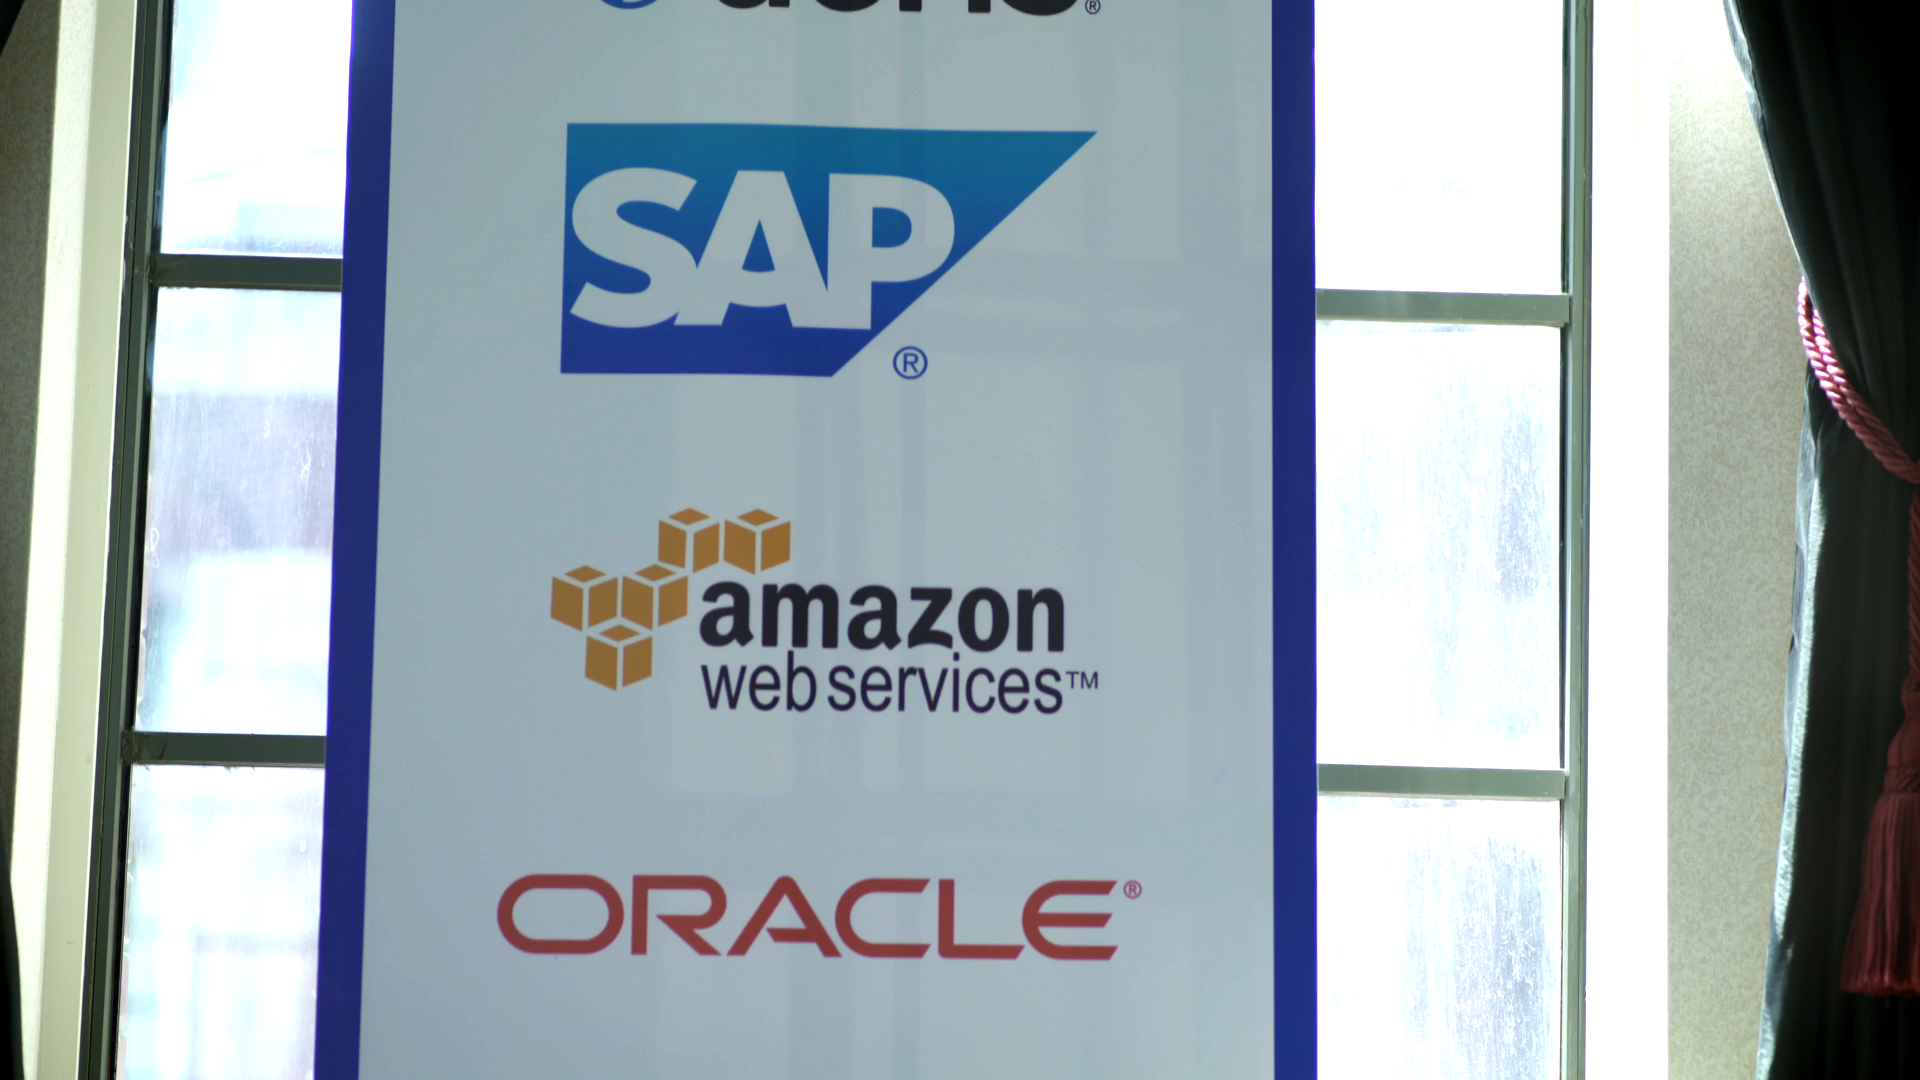 ®
SAP
®
amazon
web services™
ORACLE®